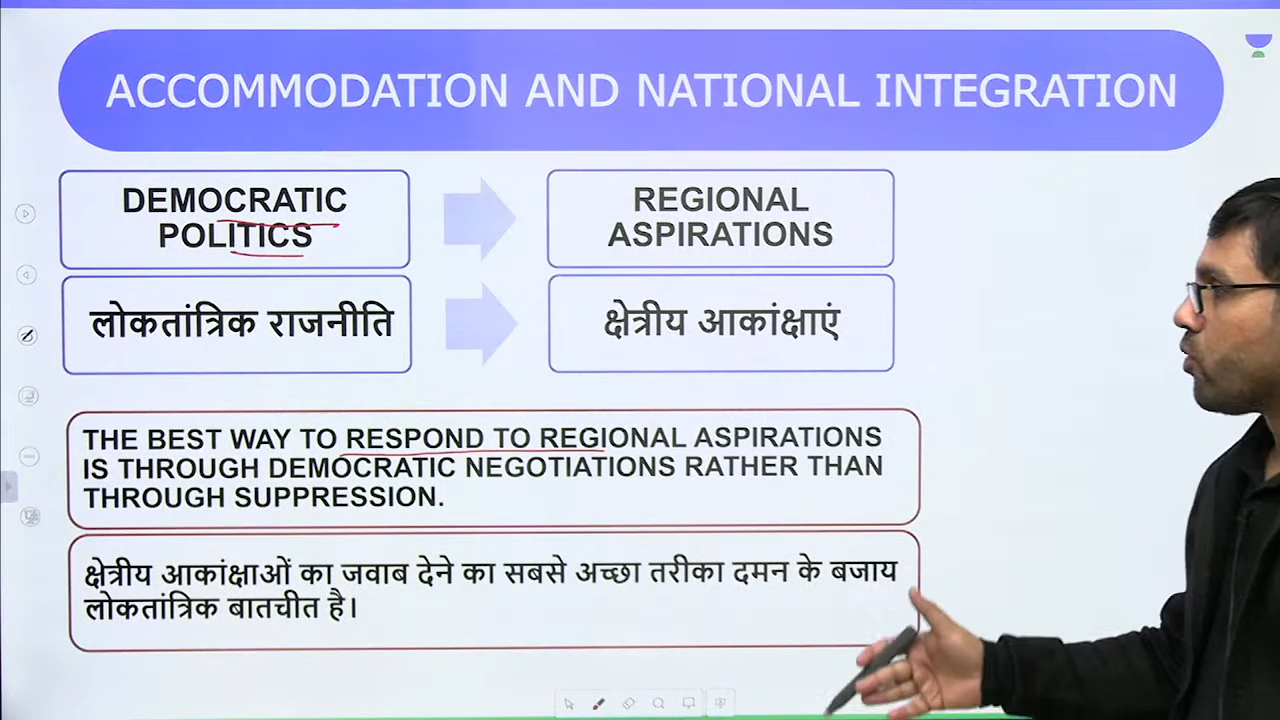 ACCOMMODATION AND NATIONAL INTEGRATION
DEMOCRATIC
POLITICS
REGIONAL
ASPIRATIONS
लोकतांत्रिक राजनीति
क्षेत्रीय आकांक्षाएं
THE BEST WAY TO RESPOND TO REGIONAL ASPIRATIONS
IS THROUGH DEMOCRATIC NEGOTIATIONS RATHER THAN
THROUGH SUPPRESSION.
क्षेत्रीय आकांक्षाओं का जवाब देने का सबसे अच्छा तरीका दमन के बजाय
लोकतांत्रिक बातचीत है।